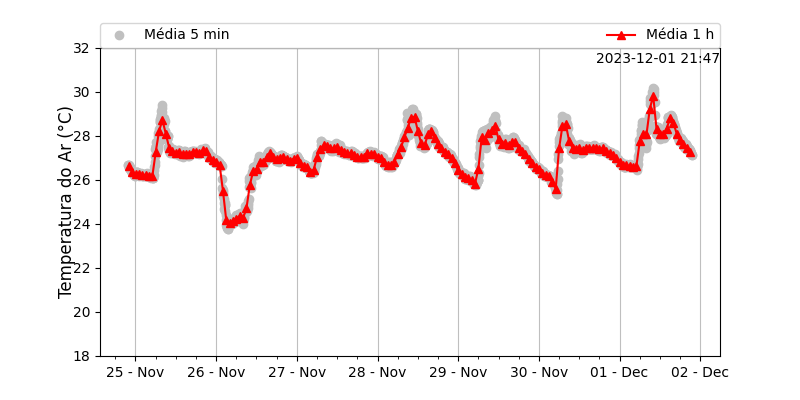 Média 5 min
Média 1 h
2023-12-01 21:47
Temperatura do Ar (°C)
32
30
28
26
24
22
20
18
25 - Nov
26 - Nov
27 - Nov
28 - Nov
29 - Nov
30 - Nov
01 - Dec
02 - Dec